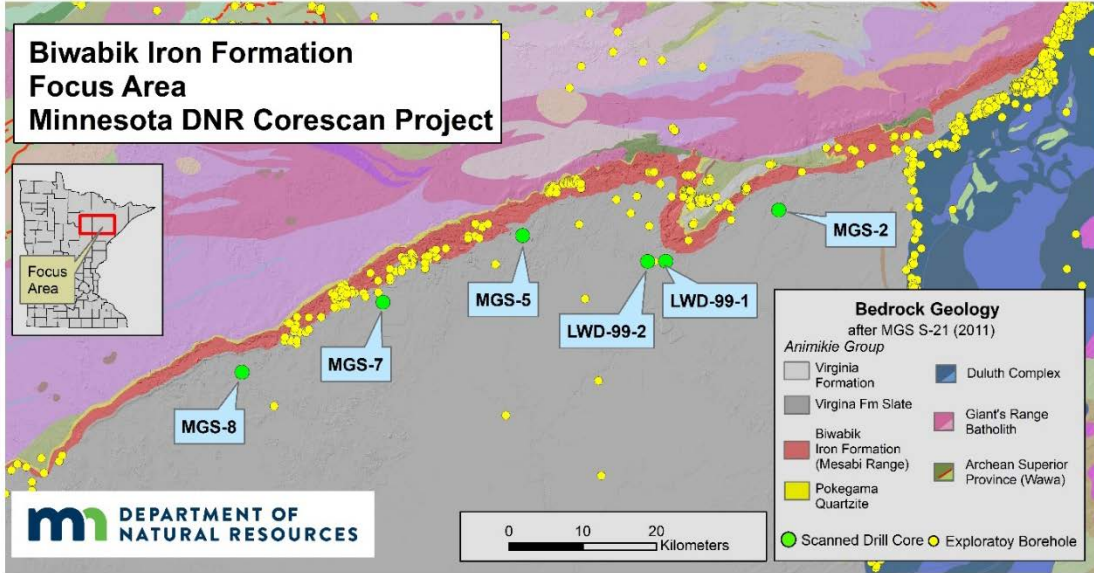 Biwabik Iron Formation
Focus Area
Minnesota DNR Corescan Project
Focus
Area
MGS-2
MGS-5
LWD-99-1
LWD-99-2
MGS-7
MGS-8
Bedrock Geology
after MGS S-21 (2011)
Animikie Group
Virginia
Formation
Virgina Fm Slate
Biwabik
Iron Formation
(Mesabi Range)
Pokegama
Quartzite
Duluth Complex
Giant's Range
Batholith
Archean Superior
Province (Wawa)
Scanned Drill Core
Exploratoy Borehole
0 10 20
Kilometers
mn DEPARTMENT OF
NATURAL RESOURCES